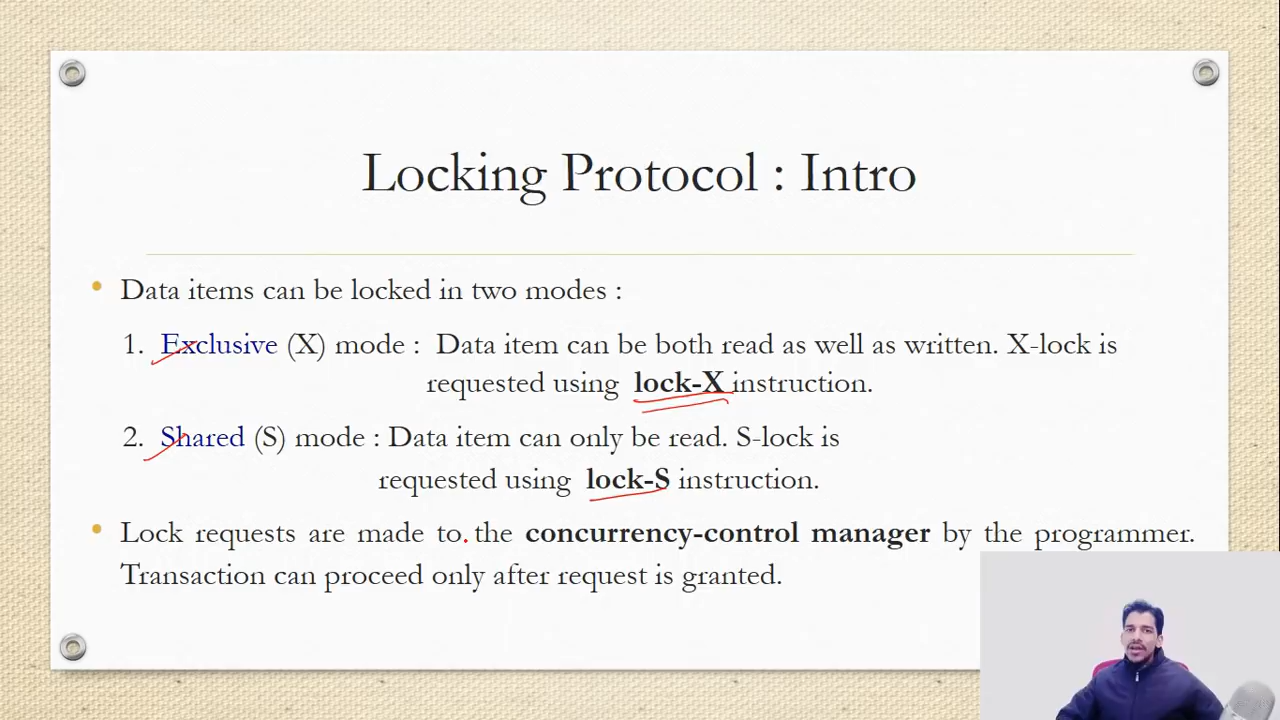 Locking Protocol : Intro
• Data items can be locked in two modes :
1. Exclusive (X) mode : Data item can be both read as well as written. X-lock is
requested using lock-X instruction.
2. Shared (S) mode : Data item can only be read. S-lock is
requested using lock-S instruction.
• Lock requests are made to the concurrency-control manager by the programmer.
Transaction can proceed only after request is granted.